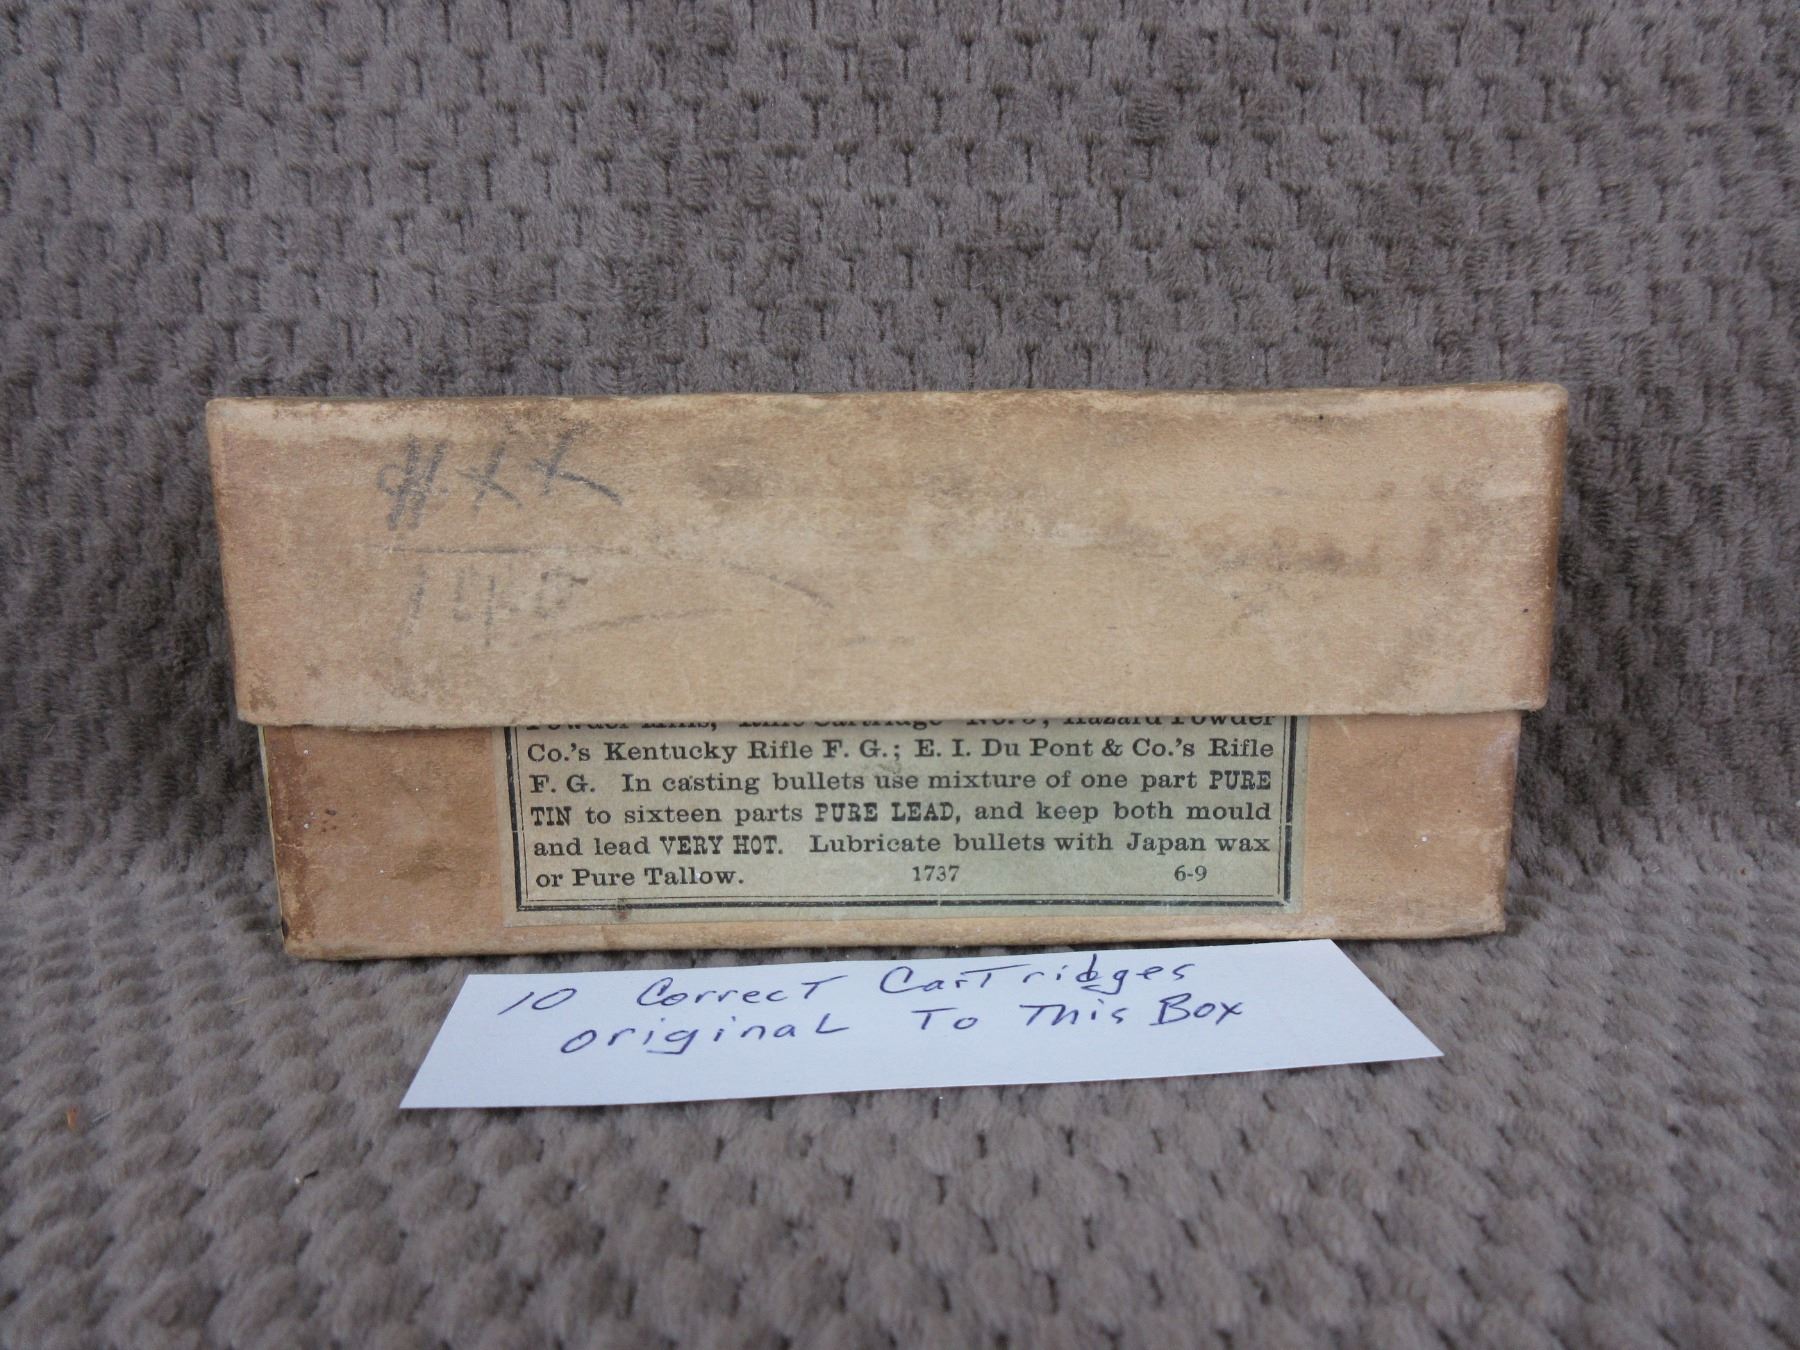 Co.'s Kentucky Rifle F. G.; E. I. Du Pont & Co.'s Rifle
F. G. In casting bullets use mixture of one part PURE
TIN to sixteen parts PURE LEAD, and keep both mould
and lead VERY HOT. Lubricate bullets with Japan wax
or Pure Tallow. 1737 6-9
10 Correct Cartridges
original To This Box